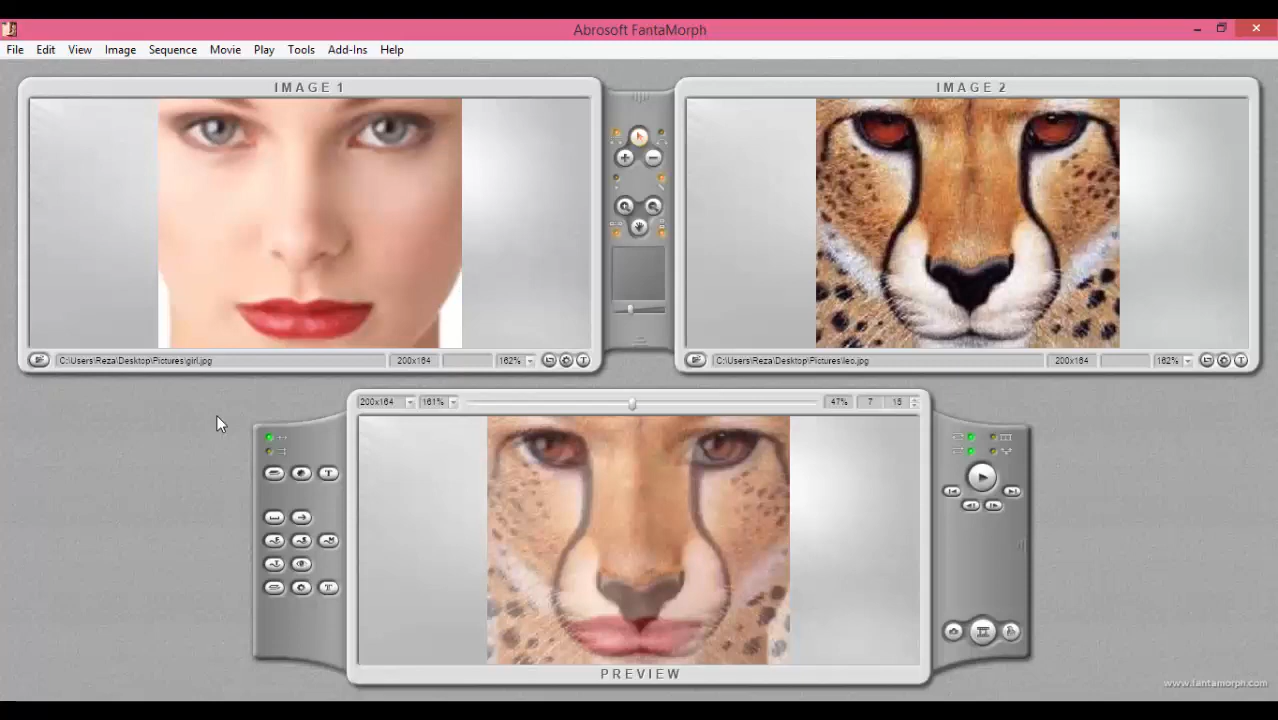 Abrosoft FantaMorph
File Edit View Image Sequence Movie Play Tools Add-Ins Help
IMAGE 1
IMAGE 2
C:\Users\Reza\Desktop\Pictures\girl.jpg 200x164 162% T
C:\Users\Reza\Desktop\Pictures\leo.jpg 200x164 162% T
200x164 161% 47% 7 15
T
T
PREVIEW
www.fantamorph.com